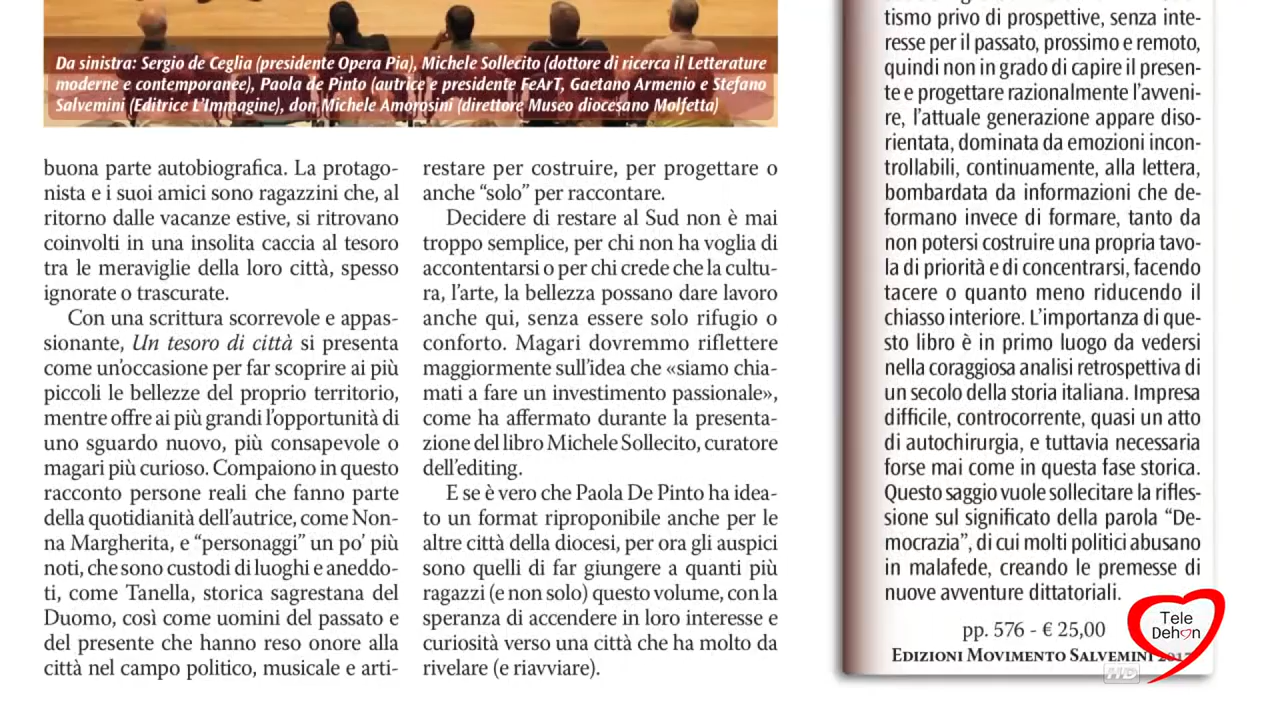 Da sinistra: Sergio de Ceglia (presidente Opera Pia), Michele Sollecito (dottore di ricerca il Letterature
moderne e contemporanee), Paola de Pinto (autrice e presidente FeArT, Gaetano Armenio e Stefano
Salvemini (Editrice L'Immagine), don Michele Amorosini (direttore Museo diocesano Molfetta)
buona parte autobiografica. La protago-
nista e i suoi amici sono ragazzini che, al
ritorno dalle vacanze estive, si ritrovano
coinvolti in una insolita caccia al tesoro
tra le meraviglie della loro città, spesso
ignorate o trascurate.
Con una scrittura scorrevole e appas-
sionante, Un tesoro di città si presenta
come un'occasione per far scoprire ai più
piccoli le bellezze del proprio territorio,
mentre offre ai più grandi l'opportunità di
uno sguardo nuovo, più consapevole o
magari più curioso. Compaiono in questo
racconto persone reali che fanno parte
della quotidianità dell'autrice, come Non-
na Margherita, e “personaggi” un po' più
noti, che sono custodi di luoghi e aneddo-
ti, come Tanella, storica sagrestana del
Duomo, così come uomini del passato e
del presente che hanno reso onore alla
città nel campo politico, musicale e arti-
restare per costruire, per progettare o
anche “solo” per raccontare.
Decidere di restare al Sud non è mai
troppo semplice, per chi non ha voglia di
accontentarsi o per chi crede che la cultu-
ra, l'arte, la bellezza possano dare lavoro
anche qui, senza essere solo rifugio o
conforto. Magari dovremmo riflettere
maggiormente sull'idea che «siamo chia-
mati a fare un investimento passionale»,
come ha affermato durante la presenta-
zione del libro Michele Sollecito, curatore
dell'editing.
E se è vero che Paola De Pinto ha idea-
to un format riproponibile anche per le
altre città della diocesi, per ora gli auspici
sono quelli di far giungere a quanti più
ragazzi (e non solo) questo volume, con la
speranza di accendere in loro interesse e
curiosità verso una città che ha molto da
rivelare (e riavviare).
tismo privo di prospettive, senza inte-
resse per il passato, prossimo e remoto,
quindi non in grado di capire il presen-
te e progettare razionalmente l'avveni-
re, l'attuale generazione appare diso-
rientata, dominata da emozioni incon-
trollabili, continuamente, alla lettera,
bombardata da informazioni che de-
formano invece di formare, tanto da
non potersi costruire una propria tavo-
la di priorità e di concentrarsi, facendo
tacere o quanto meno riducendo il
chiasso interiore. L'importanza di que-
sto libro è in primo luogo da vedersi
nella coraggiosa analisi retrospettiva di
un secolo della storia italiana. Impresa
difficile, controcorrente, quasi un atto
di autochirurgia, e tuttavia necessaria
forse mai come in questa fase storica.
Questo saggio vuole sollecitare la rifles-
sione sul significato della parola “De-
mocrazia”, di cui molti politici abusano
in malafede, creando le premesse di
nuove avventure dittatoriali.
pp. 576 - € 25,00
Edizioni Movimento Salvemini 2017
Tele
Dehon
HD